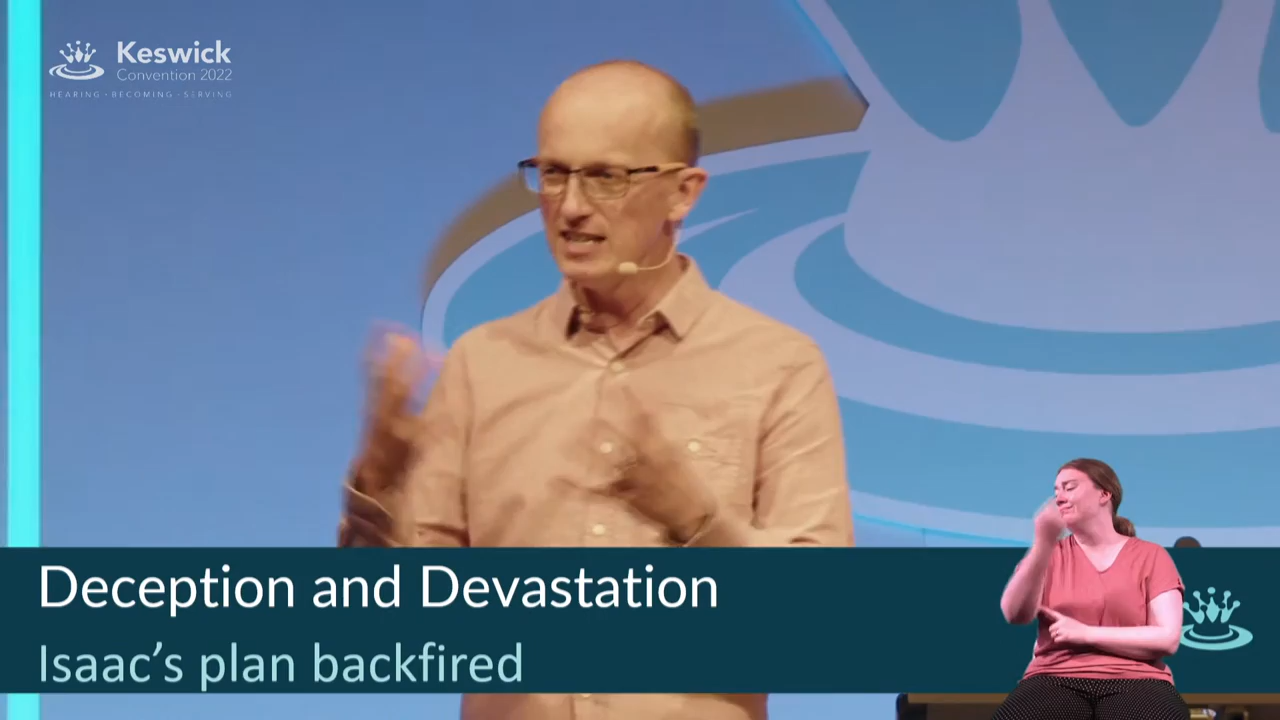 Keswick
Convention 2022
HEARING - BECOMING - SERVING
Deception and Devastation
Isaac’s plan backfired